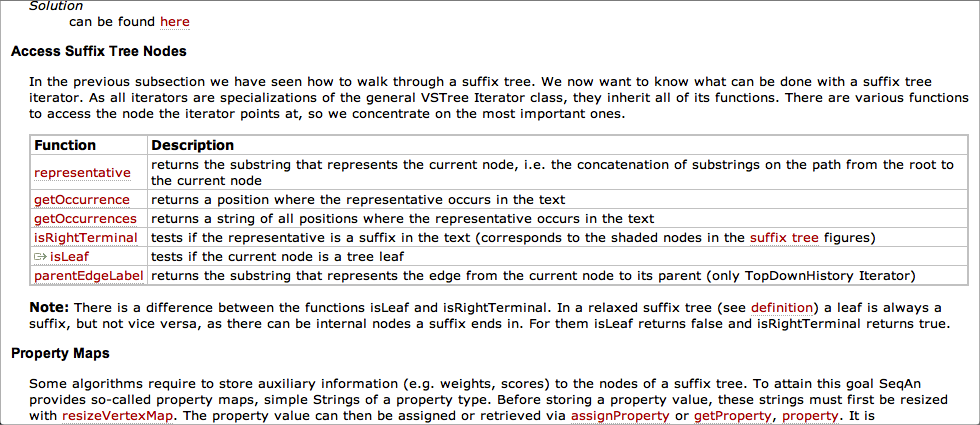 Solution
can be found here
Access Suffix Tree Nodes
In the previous subsection we have seen how to walk through a suffix tree. We now want to know what can be done with a suffix tree
iterator. As all iterators are specializations of the general VSTree Iterator class, they inherit all of its functions. There are various functions
to access the node the iterator points at, so we concentrate on the most important ones.
Function Description
representative returns the substring that represents the current node, i.e. the concatenation of substrings on the path from the root to
the current node
getOccurrence returns a position where the representative occurs in the text
getOccurrences returns a string of all positions where the representative occurs in the text
isRightTerminal tests if the representative is a suffix in the text (corresponds to the shaded nodes in the suffix tree figures)
isLeaf tests if the current node is a tree leaf
parentEdgeLabel returns the substring that represents the edge from the current node to its parent (only TopDownHistory Iterator)
Note: There is a difference between the functions isLeaf and isRightTerminal. In a relaxed suffix tree (see definition) a leaf is always a
suffix, but not vice versa, as there can be internal nodes a suffix ends in. For them isLeaf returns false and isRightTerminal returns true.
Property Maps
Some algorithms require to store auxiliary information (e.g. weights, scores) to the nodes of a suffix tree. To attain this goal SeqAn
provides so-called property maps, simple Strings of a property type. Before storing a property value, these strings must first be resized
with resizeVertexMap. The property value can then be assigned or retrieved via assignProperty or getProperty, property. It is